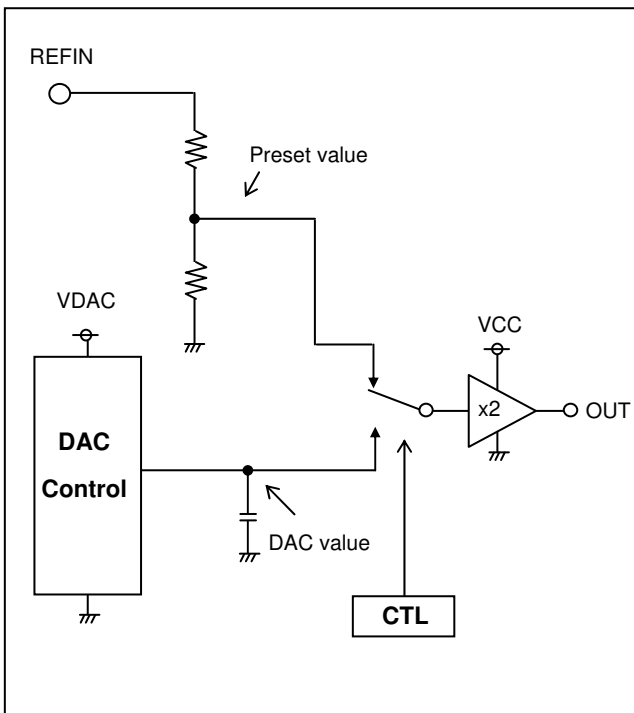 REFIN
Preset value
VDAC
VCC
x2
OUT
DAC
Control
DAC value
CTL